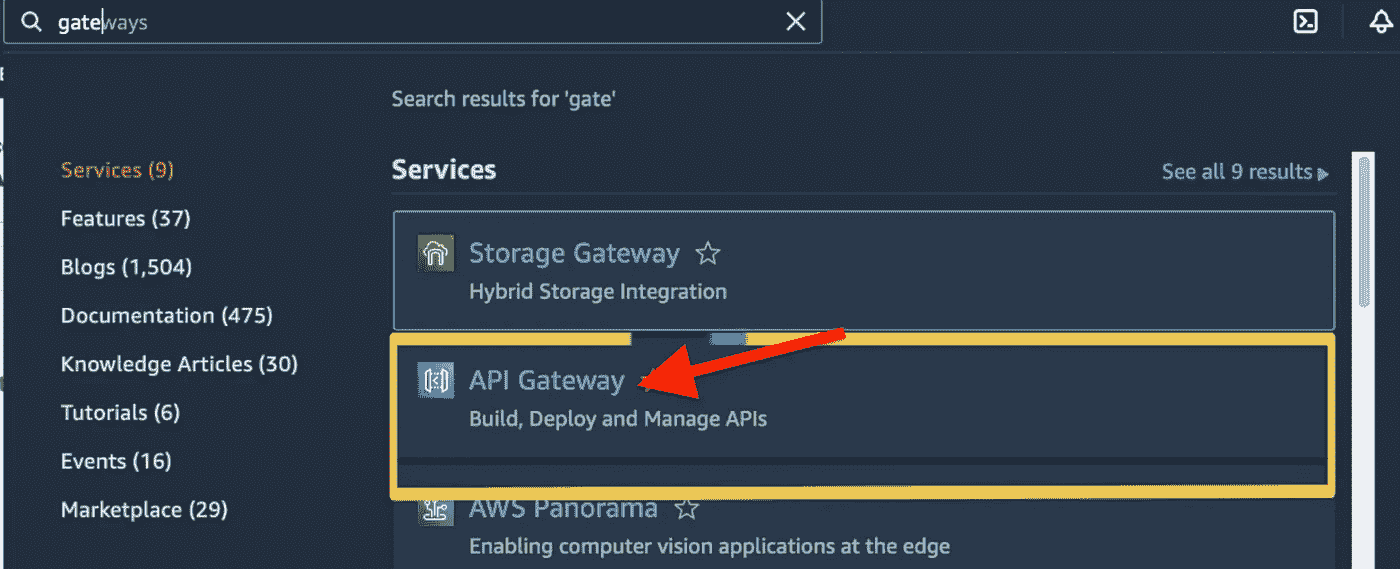 gateways
Search results for 'gate'
Services (9)
Features (37)
Blogs (1,504)
Documentation (475)
Knowledge Articles (30)
Tutorials (6)
Events (16)
Marketplace (29)
Services
See all 9 results
Storage Gateway
Hybrid Storage Integration
API Gateway
Build, Deploy and Manage APIs
AWS Panorama
Enabling computer vision applications at the edge